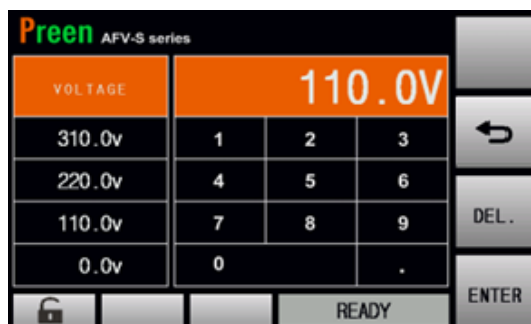 Preen AFV-S series
VOLTAGE 110.0V
310.0v 1 2 3
220.0v 4 5 6
110.0v 7 8 9 DEL.
0.0v 0 .
READY ENTER